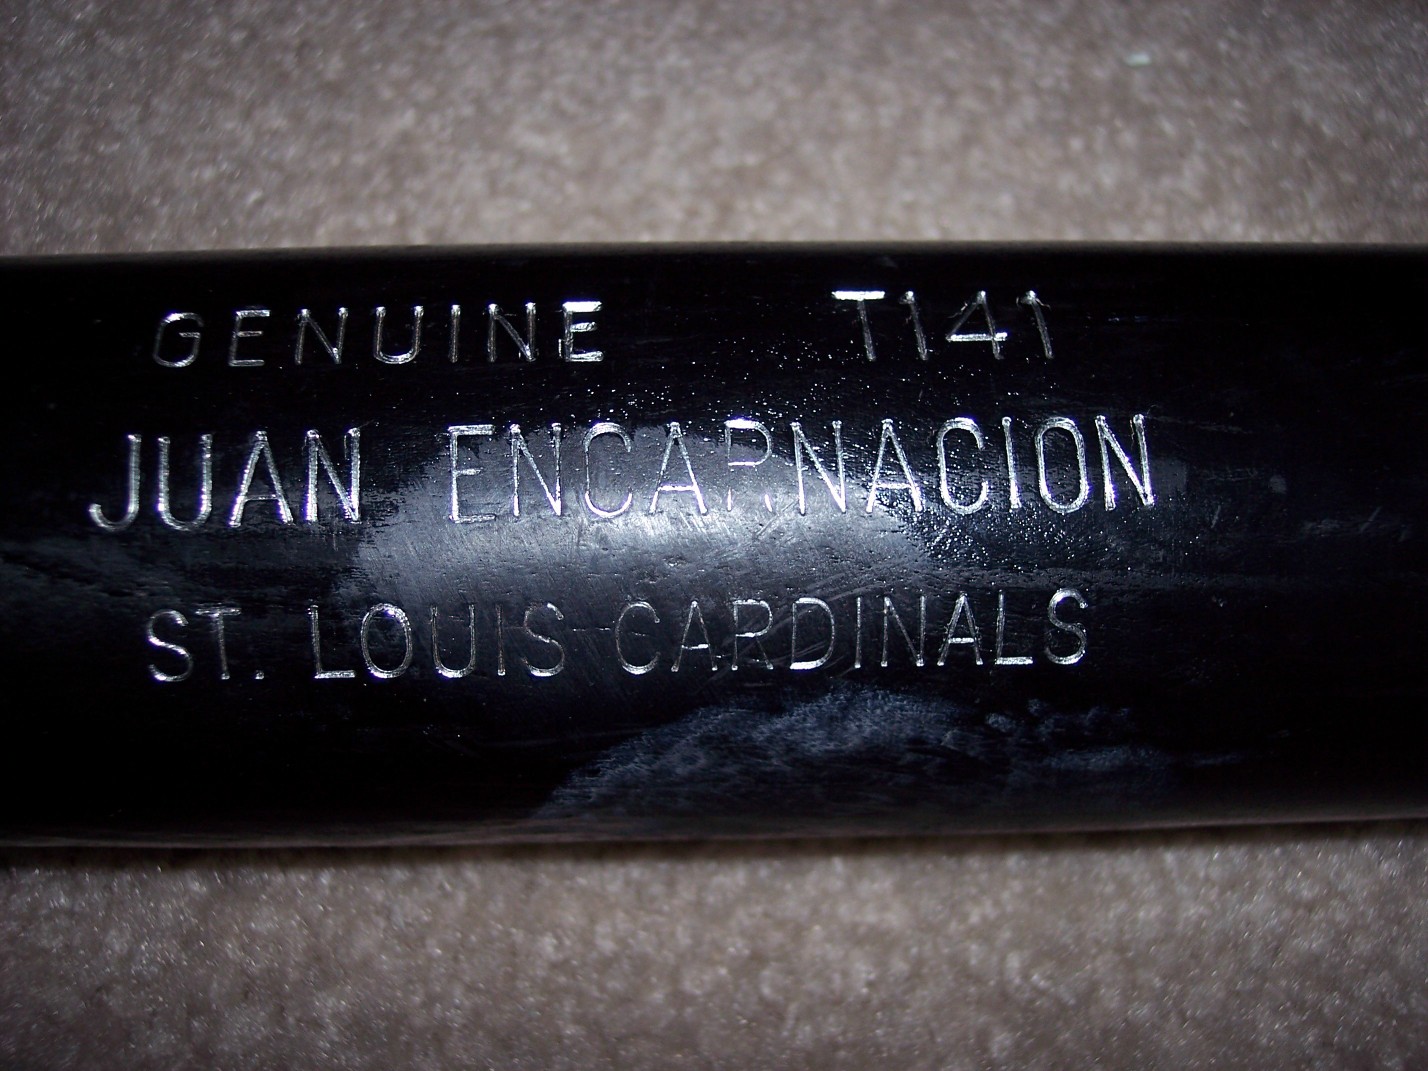 GENUINE T141
JUAN ENCARNACION
ST. LOUIS CARDINALS